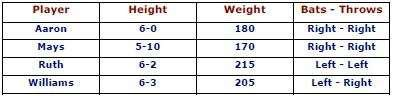 Player Height Weight Bats - Throws
Aaron 6-0 180 Right - Right
Mays 5-10 170 Right - Right
Ruth 6-2 215 Left - Left
Williams 6-3 205 Left - Right